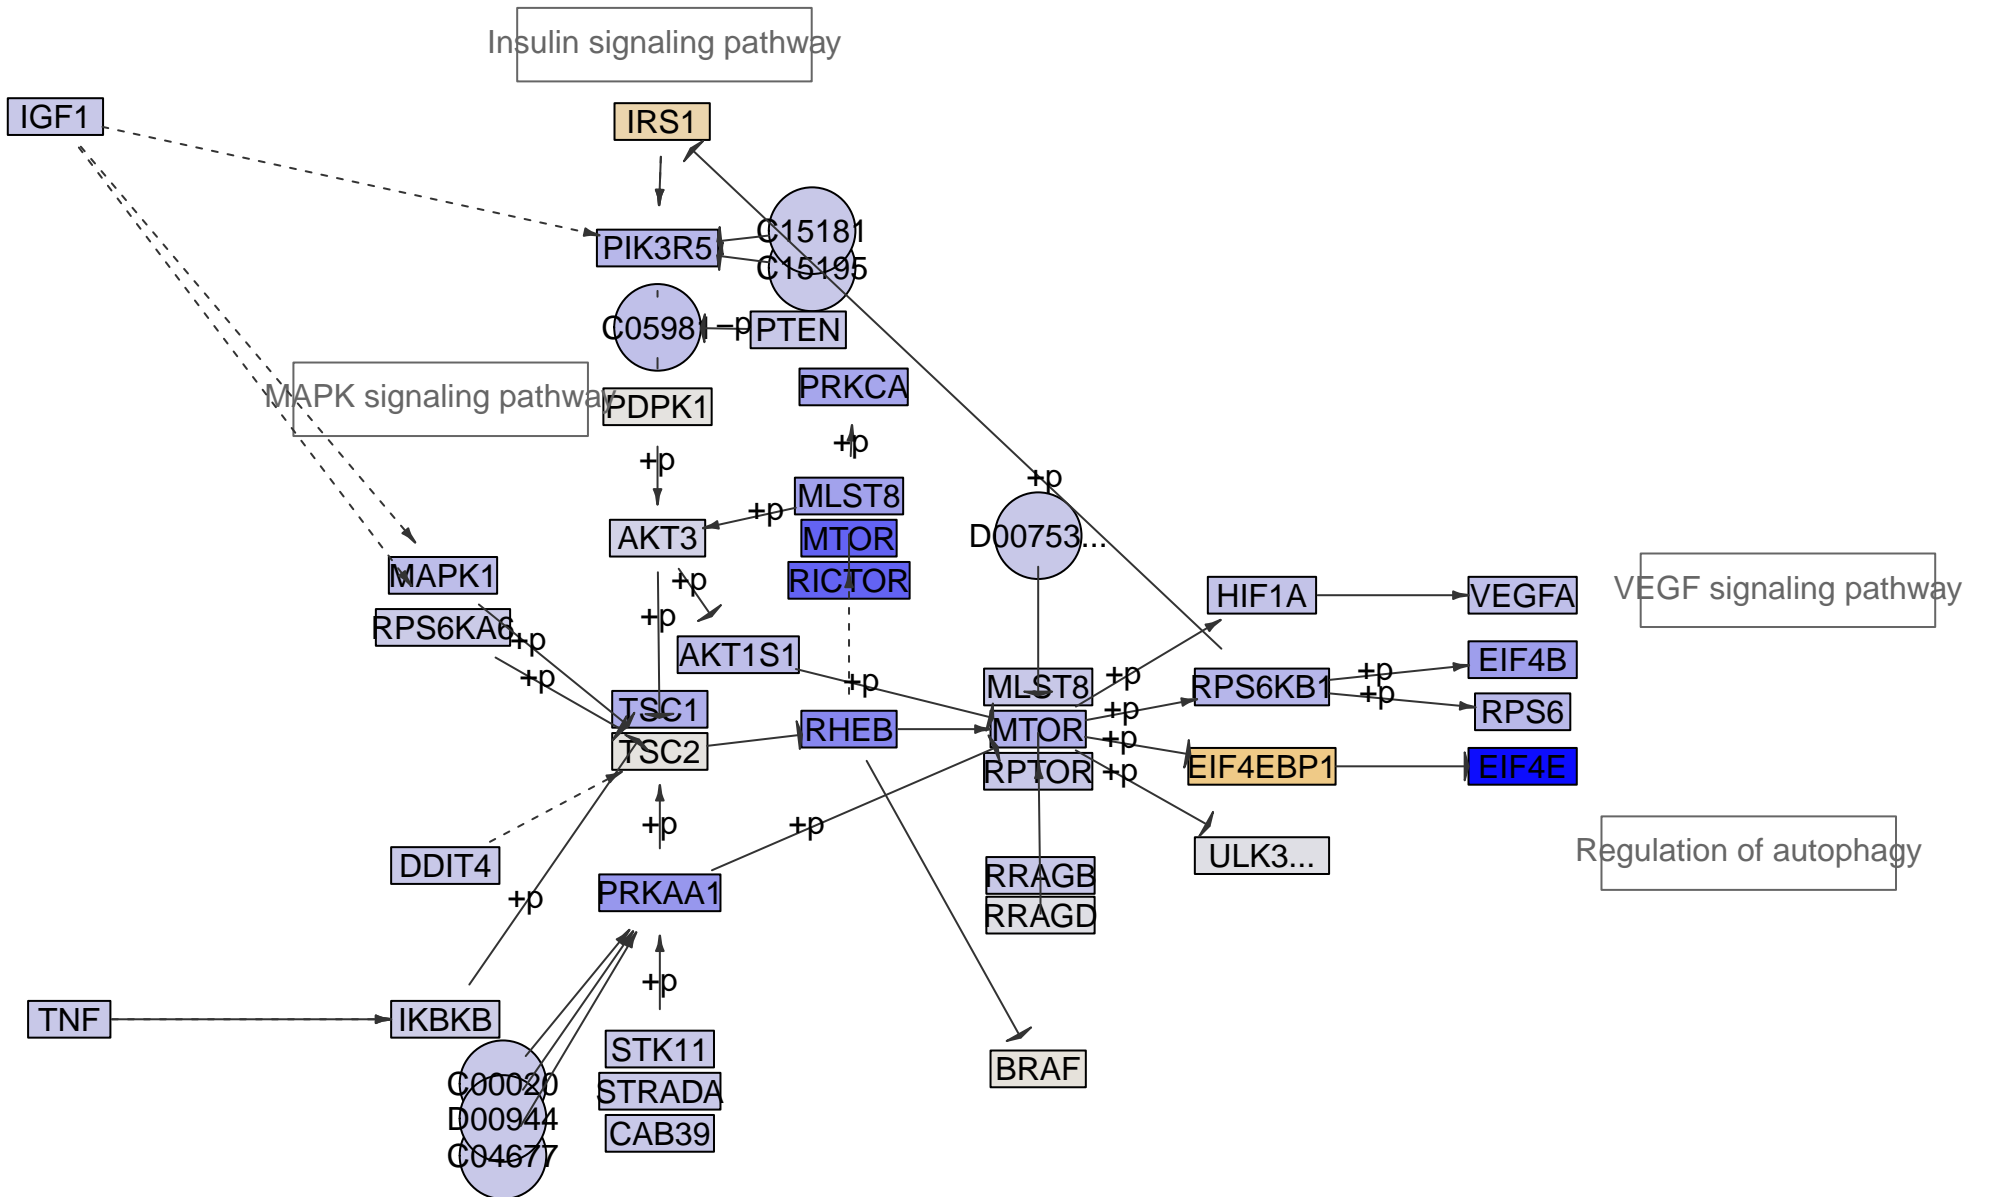 Insulin signaling pathway
IGF1
IRS1
C15181
PIK3R5
C15195
C05981
−p
PTEN
PRKCA
MAPK signaling pathway
PDPK1
+p
+p
+p
MLST8
+p
AKT3
MTOR
D00753...
MAPK1
+p
RICTOR
HIF1A
VEGFA
VEGF signaling pathway
RPS6KA6
+p
+p
AKT1S1
EIF4B
+p
+p
MLST8
+p
RPS6KB1
+p
+p
TSC1
+p
RPS6
RHEB
MTOR
+p
TSC2
RPTOR
+p
EIF4EBP1
EIF4E
+p
+p
DDIT4
ULK3...
Regulation of autophagy
RRAGB
PRKAA1
+p
RRAGD
+p
TNF
IKBKB
STK11
BRAF
C00020
STRADA
D00944
CAB39
C04677